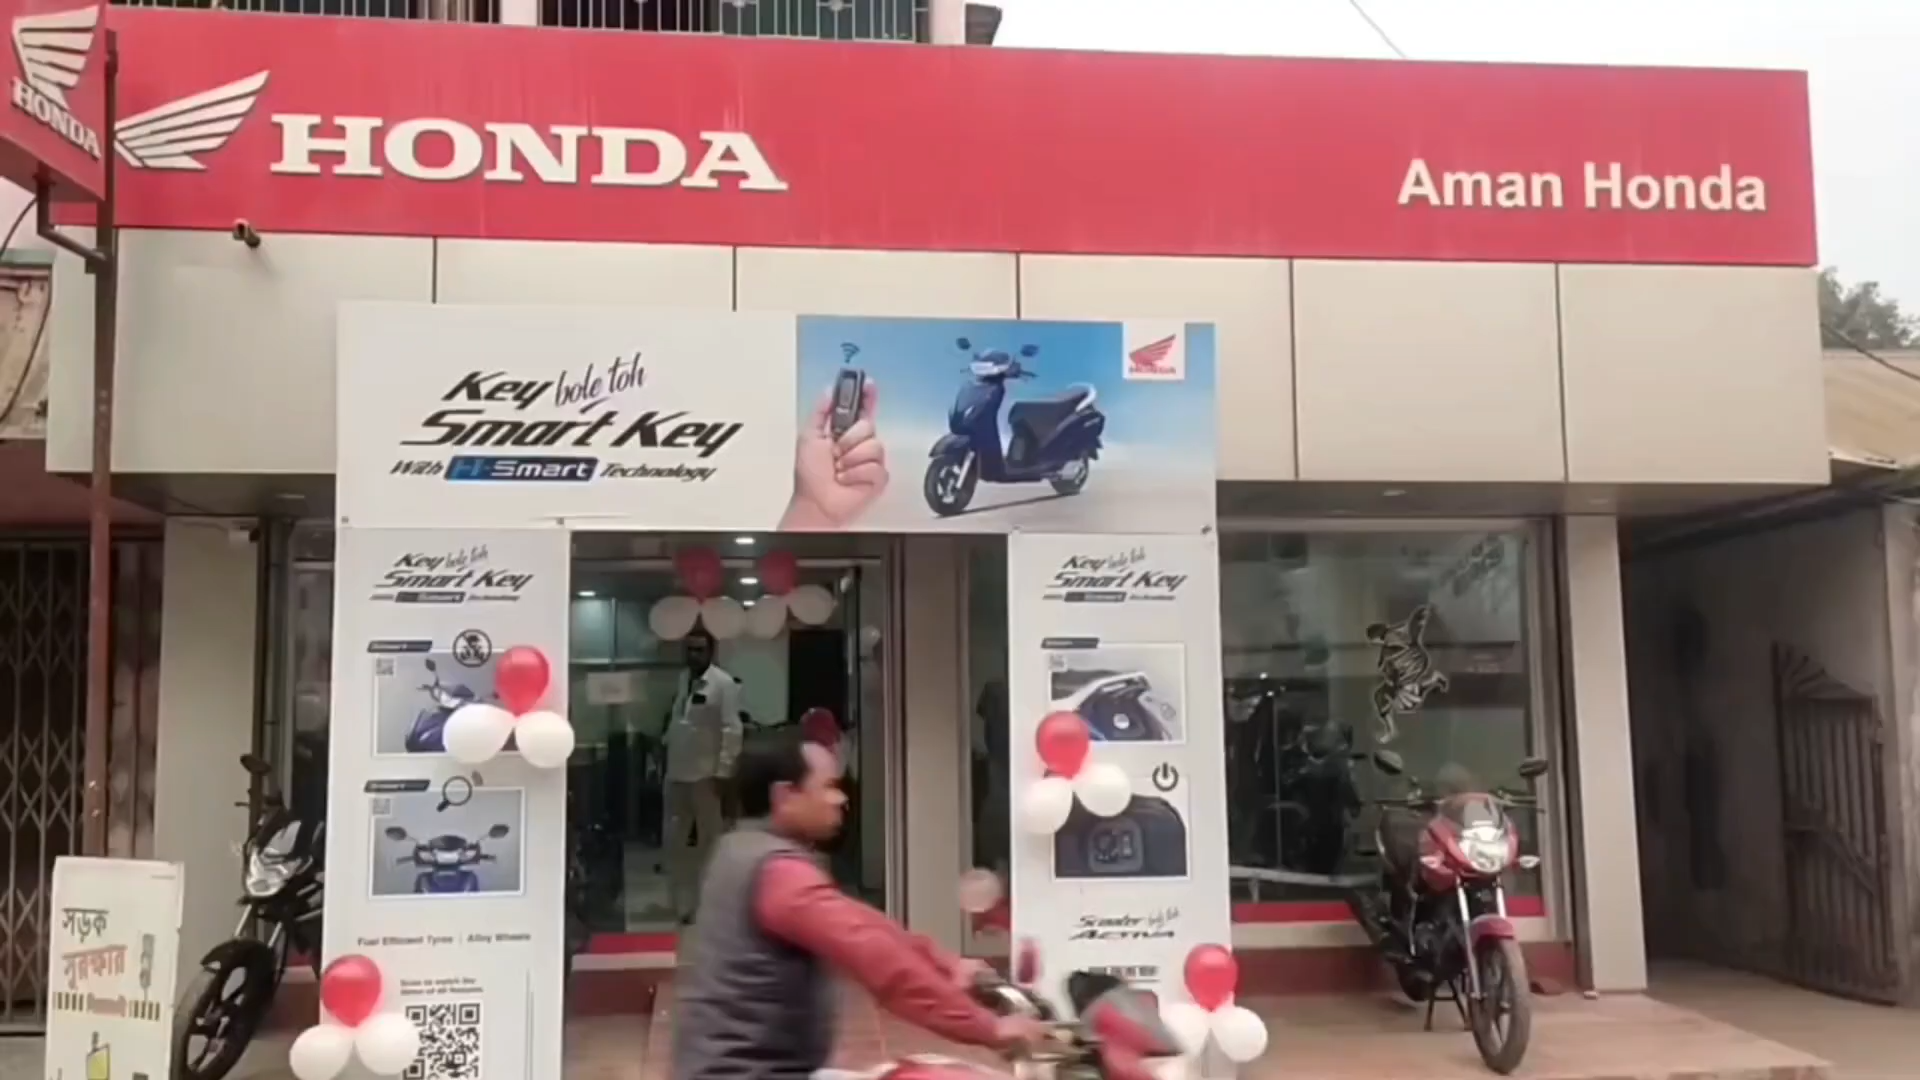 HONDA
HONDA
Aman Honda
Key bole toh
Smart Key
With H-Smart Technology
HONDA
Key bole toh
Smart Key
Fuel Efficient Tyres | Alloy Wheels
Key bole toh
Smart Key
Scooter bole toh
ACTIVA
সড়ক
সুরক্ষার